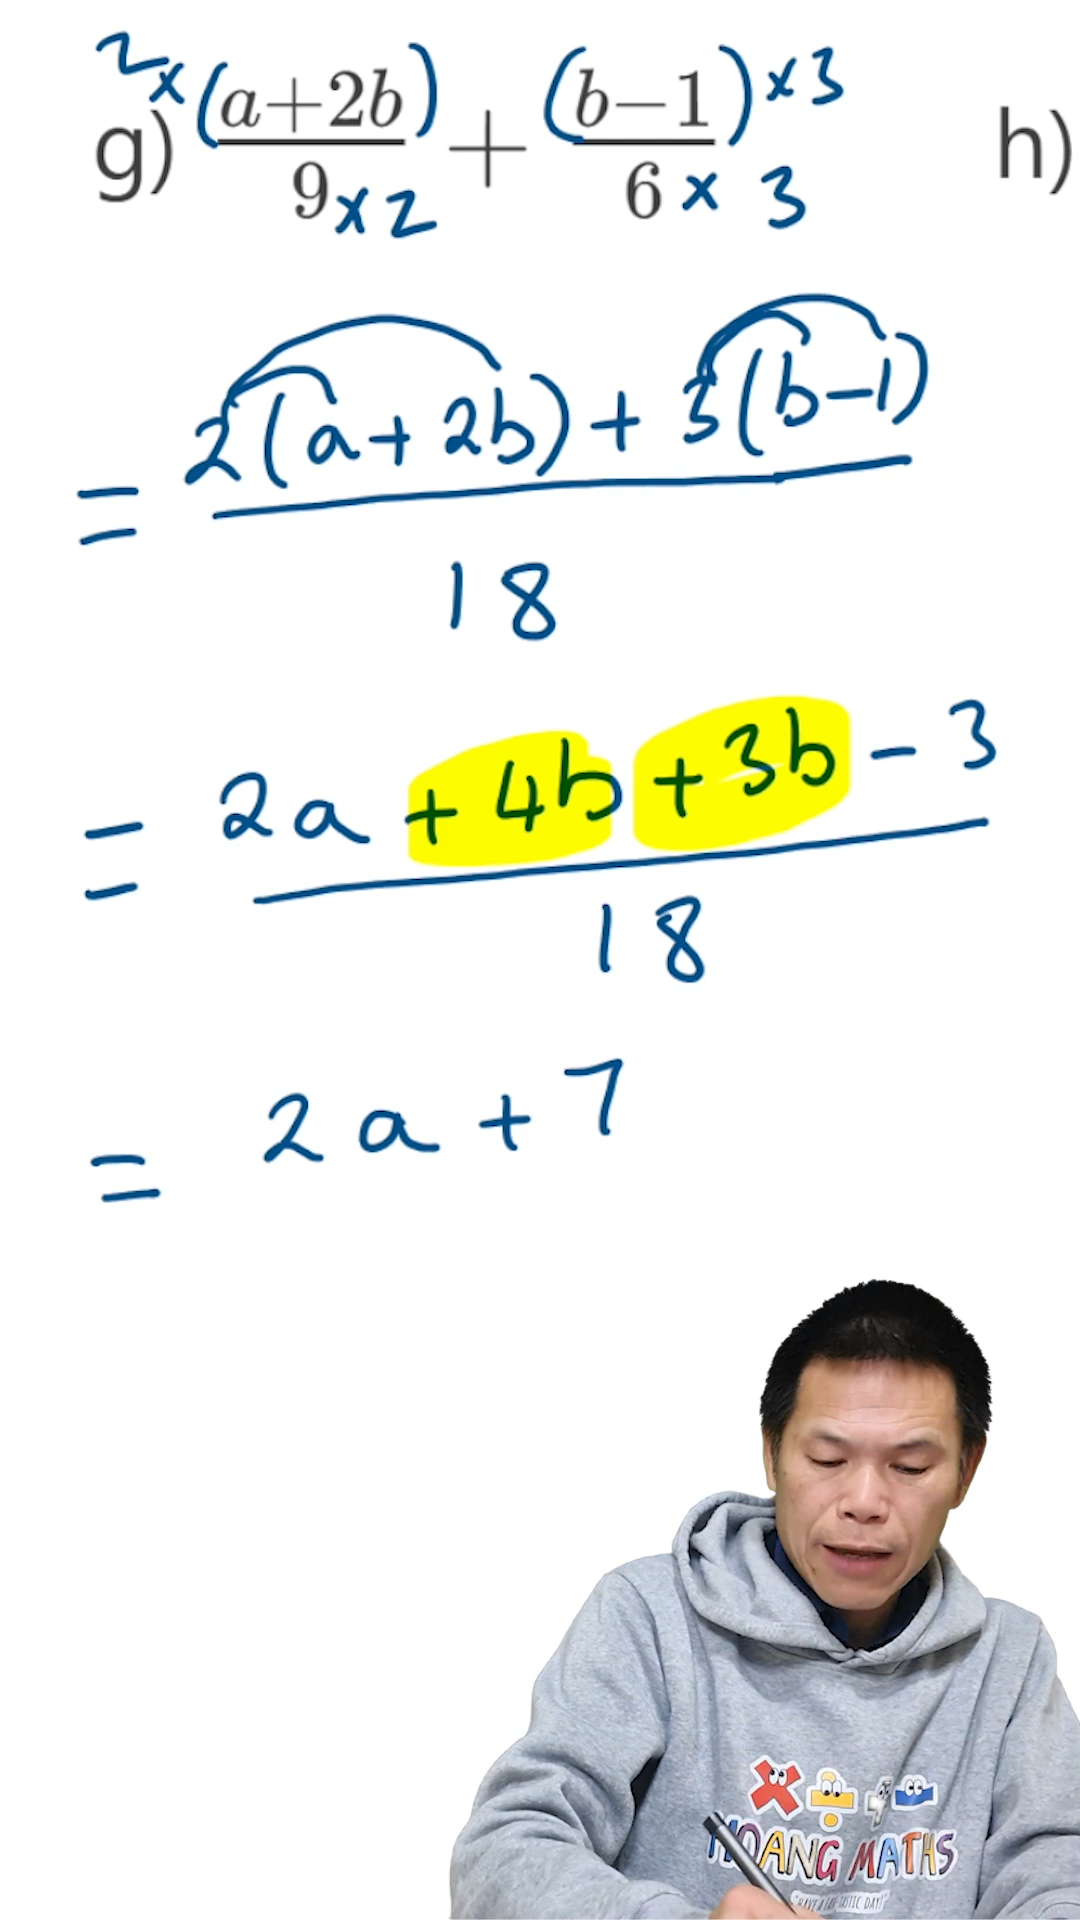 2 × (a+2b) + (b−1) × 3
g) h)
9 × 2 6 × 3
= 2(a + 2b) + 3(b−1)
18
= 2a + 4b + 3b − 3
18
= 2a + 7
HOANG MATHS